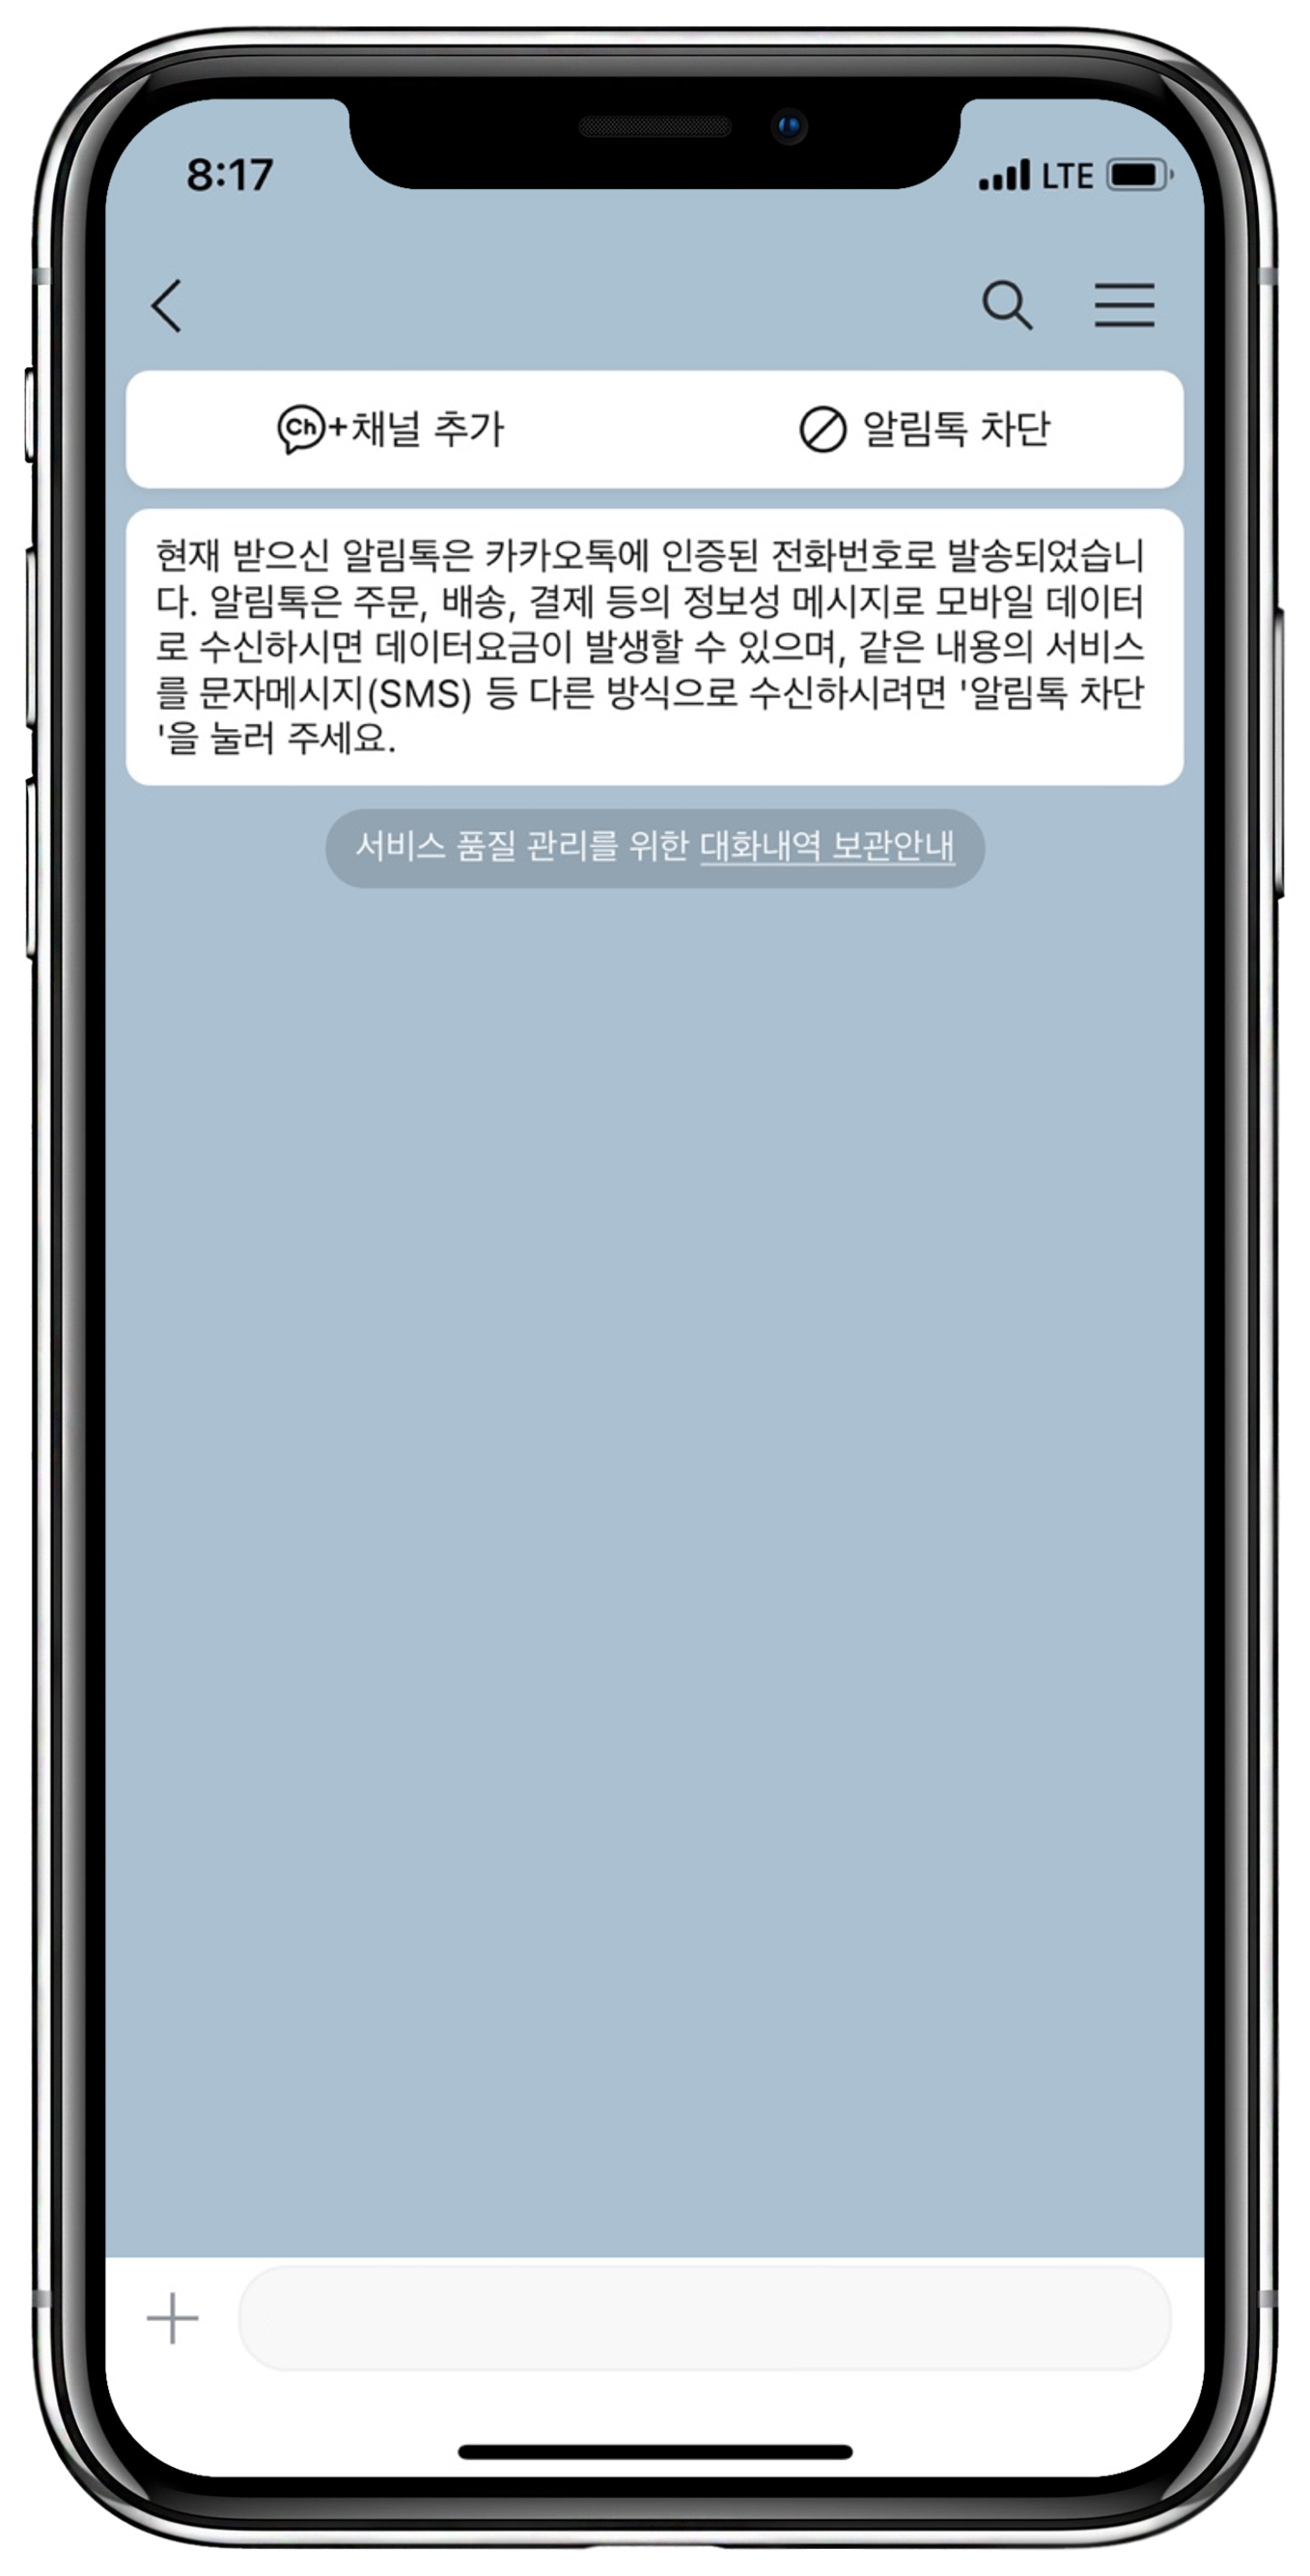 8:17
LTE
Ch+채널 추가
알림톡 차단
현재 받으신 알림톡은 카카오톡에 인증된 전화번호로 발송되었습니
다. 알림톡은 주문, 배송, 결제 등의 정보성 메시지로 모바일 데이터
로 수신하시면 데이터요금이 발생할 수 있으며, 같은 내용의 서비스
를 문자메시지(SMS) 등 다른 방식으로 수신하시려면 '알림톡 차단
'을 눌러 주세요.
서비스 품질 관리를 위한 대화내역 보관안내